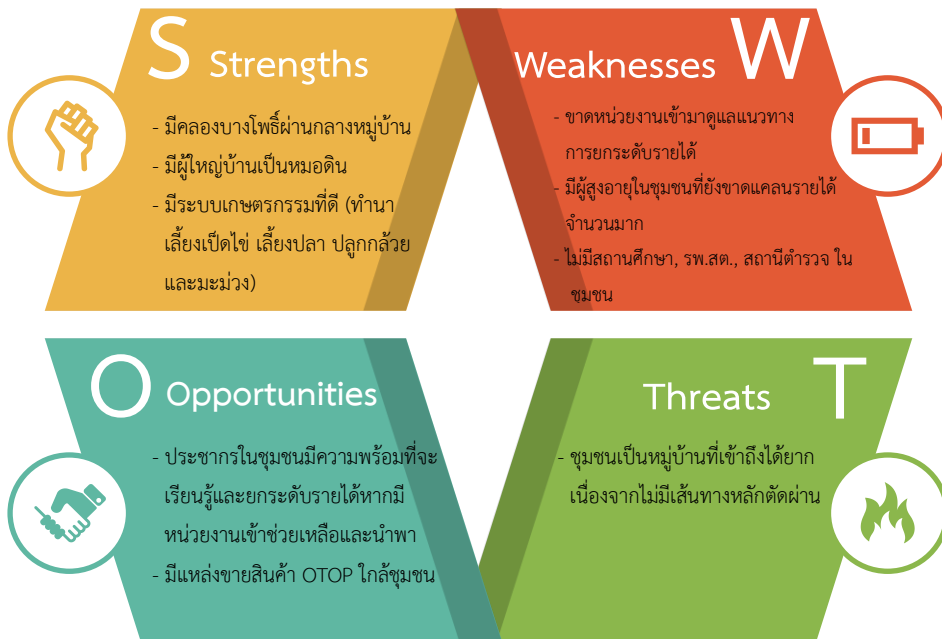 S Strengths
- มีคลองบางโพธิ์ผ่านกลางหมู่บ้าน
- มีผู้ใหญ่บ้านเป็นหมอดิน
- มีระบบเกษตรกรรมที่ดี (ทำนา
เลี้ยงเป็ดไข่ เลี้ยงปลา ปลูกกล้วย
และมะม่วง)
Weaknesses W
- ขาดหน่วยงานเข้ามาดูแลแนวทาง
การยกระดับรายได้
- มีผู้สูงอายุในชุมชนที่ยังขาดแคลนรายได้
จำนวนมาก
- ไม่มีสถานศึกษา, รพ.สต., สถานีตำรวจ ใน
ชุมชน
O Opportunities
- ประชากรในชุมชนมีความพร้อมที่จะ
เรียนรู้และยกระดับรายได้หากมี
หน่วยงานเข้าช่วยเหลือและนำพา
- มีแหล่งขายสินค้า OTOP ใกล้ชุมชน
Threats T
- ชุมชนเป็นหมู่บ้านที่เข้าถึงได้ยาก
เนื่องจากไม่มีเส้นทางหลักตัดผ่าน